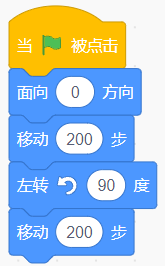 当 被点击
面向 0 方向
移动 200 步
左转 90 度
移动 200 步